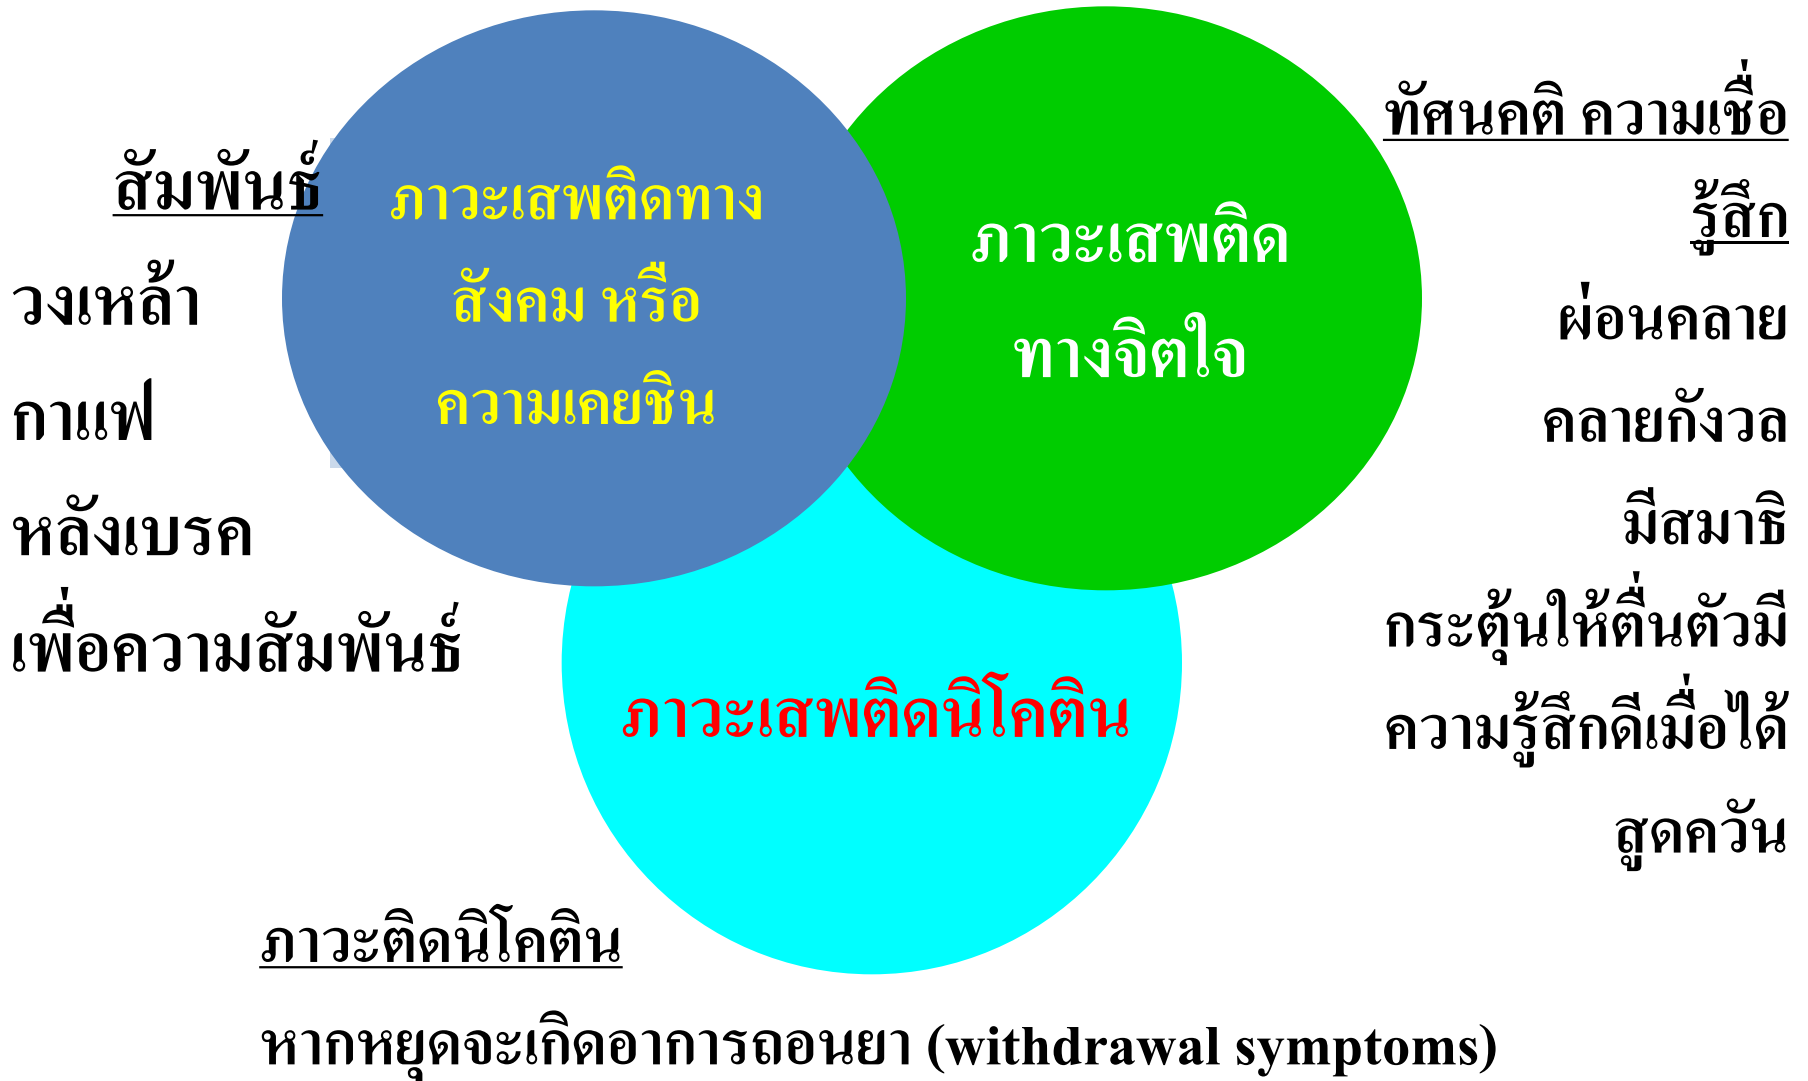 สัมพันธ์
วงเหล้า
กาแฟ
หลังเบรค
เพื่อความสัมพันธ์
ภาวะเสพติดทาง
สังคม หรือ
ความเคยชิน
ภาวะเสพติด
ทางจิตใจ
ทัศนคติ ความเชื่อ
รู้สึก
ผ่อนคลาย
คลายกังวล
มีสมาธิ
กระตุ้นให้ตื่นตัวมี
ความรู้สึกดีเมื่อได้
สูดควัน
ภาวะเสพติดนิโคติน
ภาวะติดนิโคติน
หากหยุดจะเกิดอาการถอนยา (withdrawal symptoms)